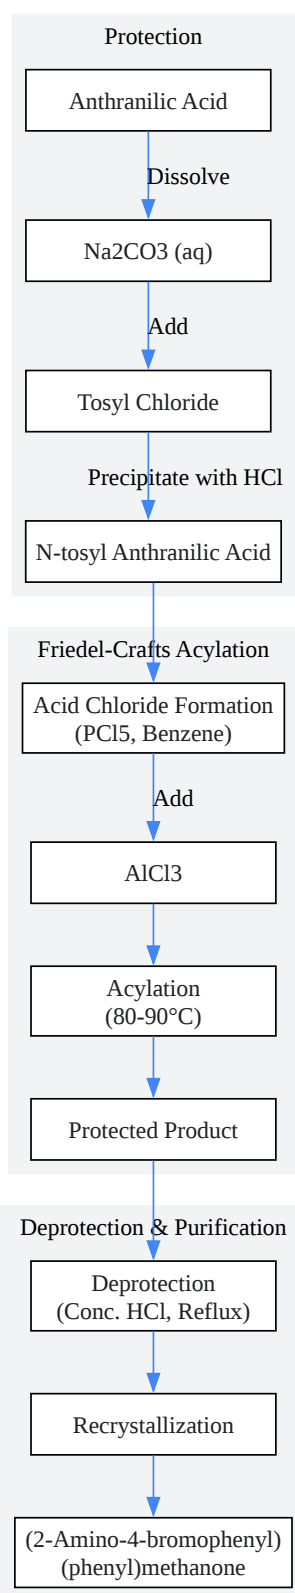 Protection
Anthranilic Acid
Dissolve
Na2CO3 (aq)
Add
Tosyl Chloride
Precipitate with HCl
N-tosyl Anthranilic Acid
Friedel-Crafts Acylation
Acid Chloride Formation
(PCl5, Benzene)
Add
AlCl3
Acylation
(80-90°C)
Protected Product
Deprotection & Purification
Deprotection
(Conc. HCl, Reflux)
Recrystallization
(2-Amino-4-bromophenyl)
(phenyl)methanone